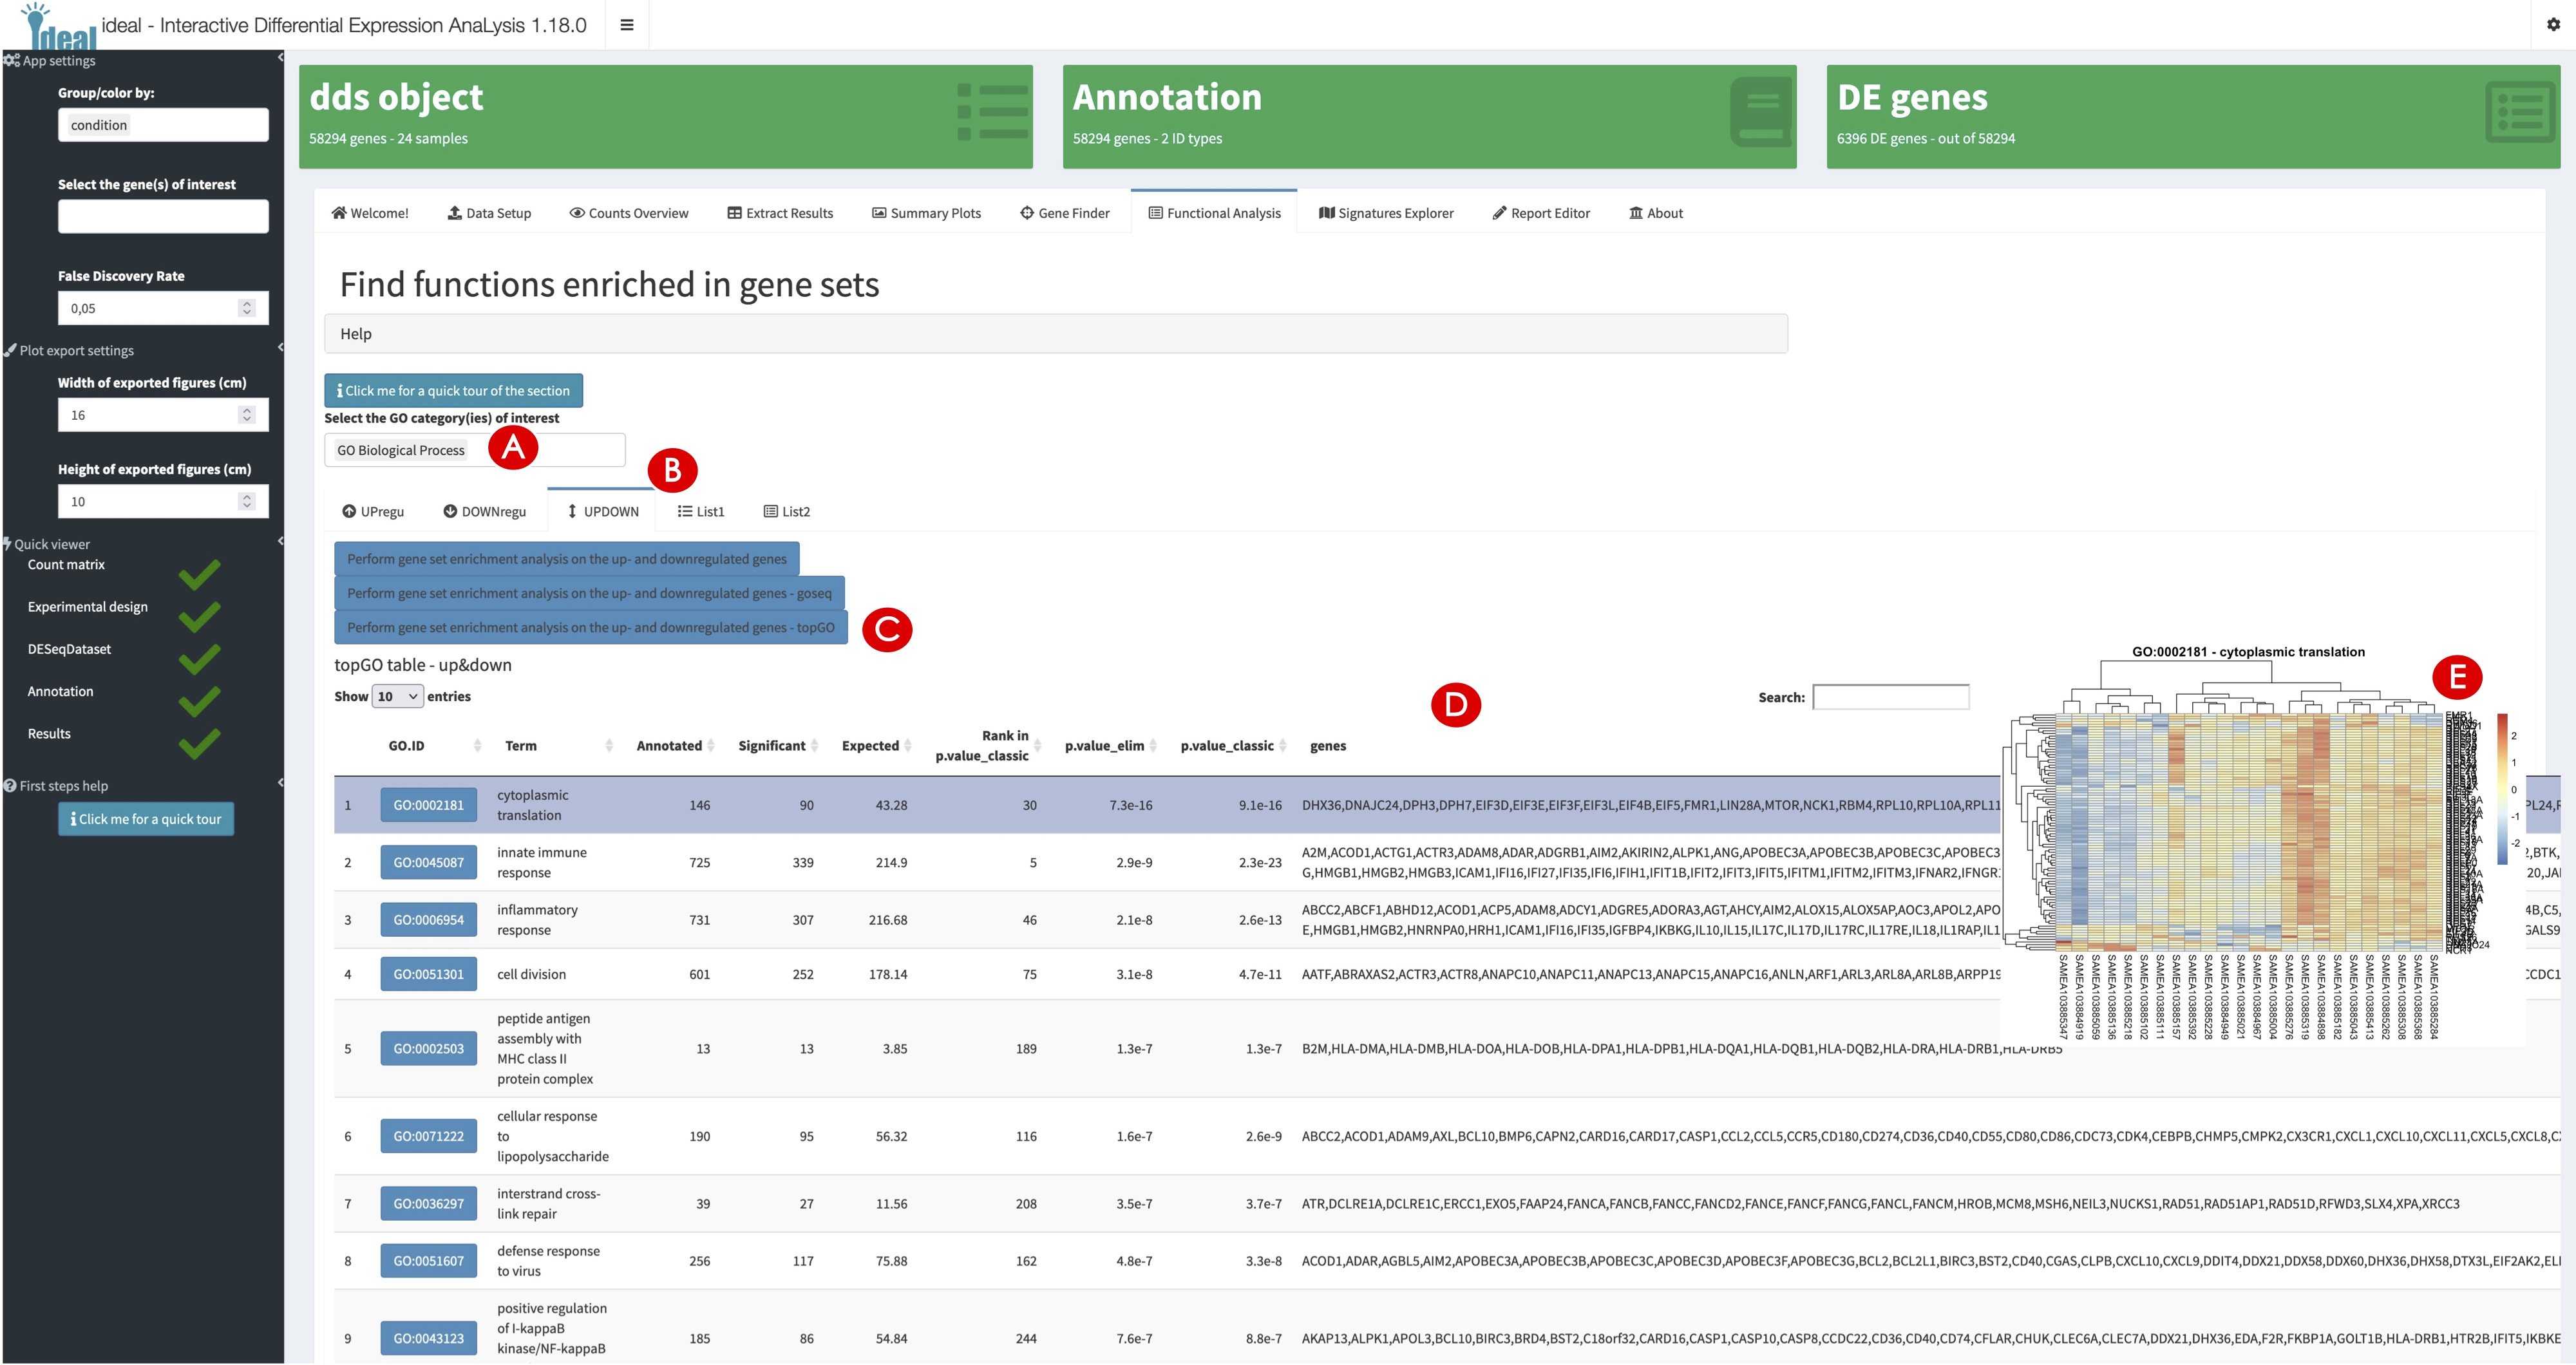 ideal
ideal - Interactive Differential Expression AnaLysis 1.18.0
App settings
Group/color by:
condition
Select the gene(s) of interest
False Discovery Rate
0,05
Plot export settings
Width of exported figures (cm)
16
Height of exported figures (cm)
10
Quick viewer
Count matrix
Experimental design
DESeqDataset
Annotation
Results
First steps help
Click me for a quick tour
dds object
58294 genes - 24 samples
Annotation
58294 genes - 2 ID types
DE genes
6396 DE genes - out of 58294
Welcome! Data Setup Counts Overview Extract Results Summary Plots Gene Finder Functional Analysis Signatures Explorer Report Editor About
Find functions enriched in gene sets
Help
Click me for a quick tour of the section
Select the GO category(ies) of interest
GO Biological Process
A
B
UPregu DOWNregu UPDOWN List1 List2
Perform gene set enrichment analysis on the up- and downregulated genes
Perform gene set enrichment analysis on the up- and downregulated genes - goseq
Perform gene set enrichment analysis on the up- and downregulated genes - topGO
C
topGO table - up&down
Show 10 entries
D
Search:
GO.ID Term Annotated Significant Expected Rank in p.value_classic p.value_elim p.value_classic genes
1 GO:0002181 cytoplasmic translation 146 90 43.28 30 7.3e-16 9.1e-16 DHX36,DNAJC24,DPH3,DPH7,EIF3D,EIF3E,EIF3F,EIF3L,EIF4B,EIF5,FMR1,LIN28A,MTOR,NCK1,RBM4,RPL10,RPL10A,RPL11
2 GO:0045087 innate immune response 725 339 214.9 5 2.9e-9 2.3e-23 A2M,ACOD1,ACTG1,ACTR3,ADAM8,ADAR,ADGRB1,AIM2,AKIRIN2,ALPK1,ANG,APOBEC3A,APOBEC3B,APOBEC3C,APOBEC3
G,HMGB1,HMGB2,HMGB3,ICAM1,IFI16,IFI27,IFI35,IFI6,IFIH1,IFIT1B,IFIT2,IFIT3,IFIT5,IFITM1,IFITM2,IFITM3,IFNAR2,IFNGR
3 GO:0006954 inflammatory response 731 307 216.68 46 2.1e-8 2.6e-13 ABCC2,ABCF1,ABHD12,ACOD1,ACP5,ADAM8,ADCY1,ADGRE5,ADORA3,AGT,AHCY,AIM2,ALOX15,ALOX5AP,AOC3,APOL2,APO
E,HMGB1,HMGB2,HNRNPA0,HRH1,ICAM1,IFI16,IFI35,IGFBP4,IKBKG,IL10,IL15,IL17C,IL17D,IL17RC,IL17RE,IL18,IL1RAP,IL1
4 GO:0051301 cell division 601 252 178.14 75 3.1e-8 4.7e-11 AATF,ABRAXAS2,ACTR3,ACTR8,ANAPC10,ANAPC11,ANAPC13,ANAPC15,ANAPC16,ANLN,ARF1,ARL3,ARL8A,ARL8B,ARPP19
5 GO:0002503 peptide antigen assembly with MHC class II protein complex 13 13 3.85 189 1.3e-7 1.3e-7 B2M,HLA-DMA,HLA-DMB,HLA-DOA,HLA-DOB,HLA-DPA1,HLA-DPB1,HLA-DQA1,HLA-DQB1,HLA-DQB2,HLA-DRA,HLA-DRB1,HLA-DRB5
6 GO:0071222 cellular response to lipopolysaccharide 190 95 56.32 116 1.6e-7 2.6e-9 ABCC2,ACOD1,ADAM9,AXL,BCL10,BMP6,CAPN2,CARD16,CARD17,CASP1,CCL2,CCL5,CCR5,CD180,CD274,CD36,CD40,CD55,CD80,CD86,CDC73,CDK4,CEBPB,CHMP5,CMPK2,CX3CR1,CXCL1,CXCL10,CXCL11,CXCL5,CXCL8,
7 GO:0036297 interstrand cross-link repair 39 27 11.56 208 3.5e-7 3.7e-7 ATR,DCLRE1A,DCLRE1C,ERCC1,EXO5,FAAP24,FANCA,FANCB,FANCC,FANCD2,FANCE,FANCF,FANCG,FANCL,FANCM,HROB,MCM8,MSH6,NEIL3,NUCKS1,RAD51,RAD51AP1,RAD51D,RFWD3,SLX4,XPA,XRCC3
8 GO:0051607 defense response to virus 256 117 75.88 162 4.8e-7 3.3e-8 ACOD1,ADAR,AGBL5,AIM2,APOBEC3A,APOBEC3B,APOBEC3C,APOBEC3D,APOBEC3F,APOBEC3G,BCL2,BCL2L1,BIRC3,BST2,CD40,CGAS,CLPB,CXCL10,CXCL9,DDIT4,DDX21,DDX58,DDX60,DHX36,DHX58,DTX3L,EIF2AK2,
9 GO:0043123 positive regulation of I-kappaB kinase/NF-kappaB 185 86 54.84 244 7.6e-7 8.8e-7 AKAP13,ALPK1,APOL3,BCL10,BIRC3,BRD4,BST2,C18orf32,CARD16,CASP1,CASP10,CASP8,CCDC22,CD36,CD40,CD74,CFLAR,CHUK,CLEC6A,CLEC7A,DDX21,DHX36,EDA,F2R,FKBP1A,GOLT1B,HLA-DRB1,HTR2B,IFIT5,IKBKE
GO:0002181 - cytoplasmic translation
E
2
1
0
-1
-2
SAMEA103885347
SAMEA103884919
SAMEA103885059
SAMEA103885136
SAMEA103885218
SAMEA103885102
SAMEA103885111
SAMEA103885157
SAMEA103885392
SAMEA103885228
SAMEA103884949
SAMEA103885021
SAMEA103884967
SAMEA103885004
SAMEA103885276
SAMEA103885319
SAMEA103884898
SAMEA103885182
SAMEA103885043
SAMEA103885413
SAMEA103885262
SAMEA103885308
SAMEA103885368
SAMEA103885284